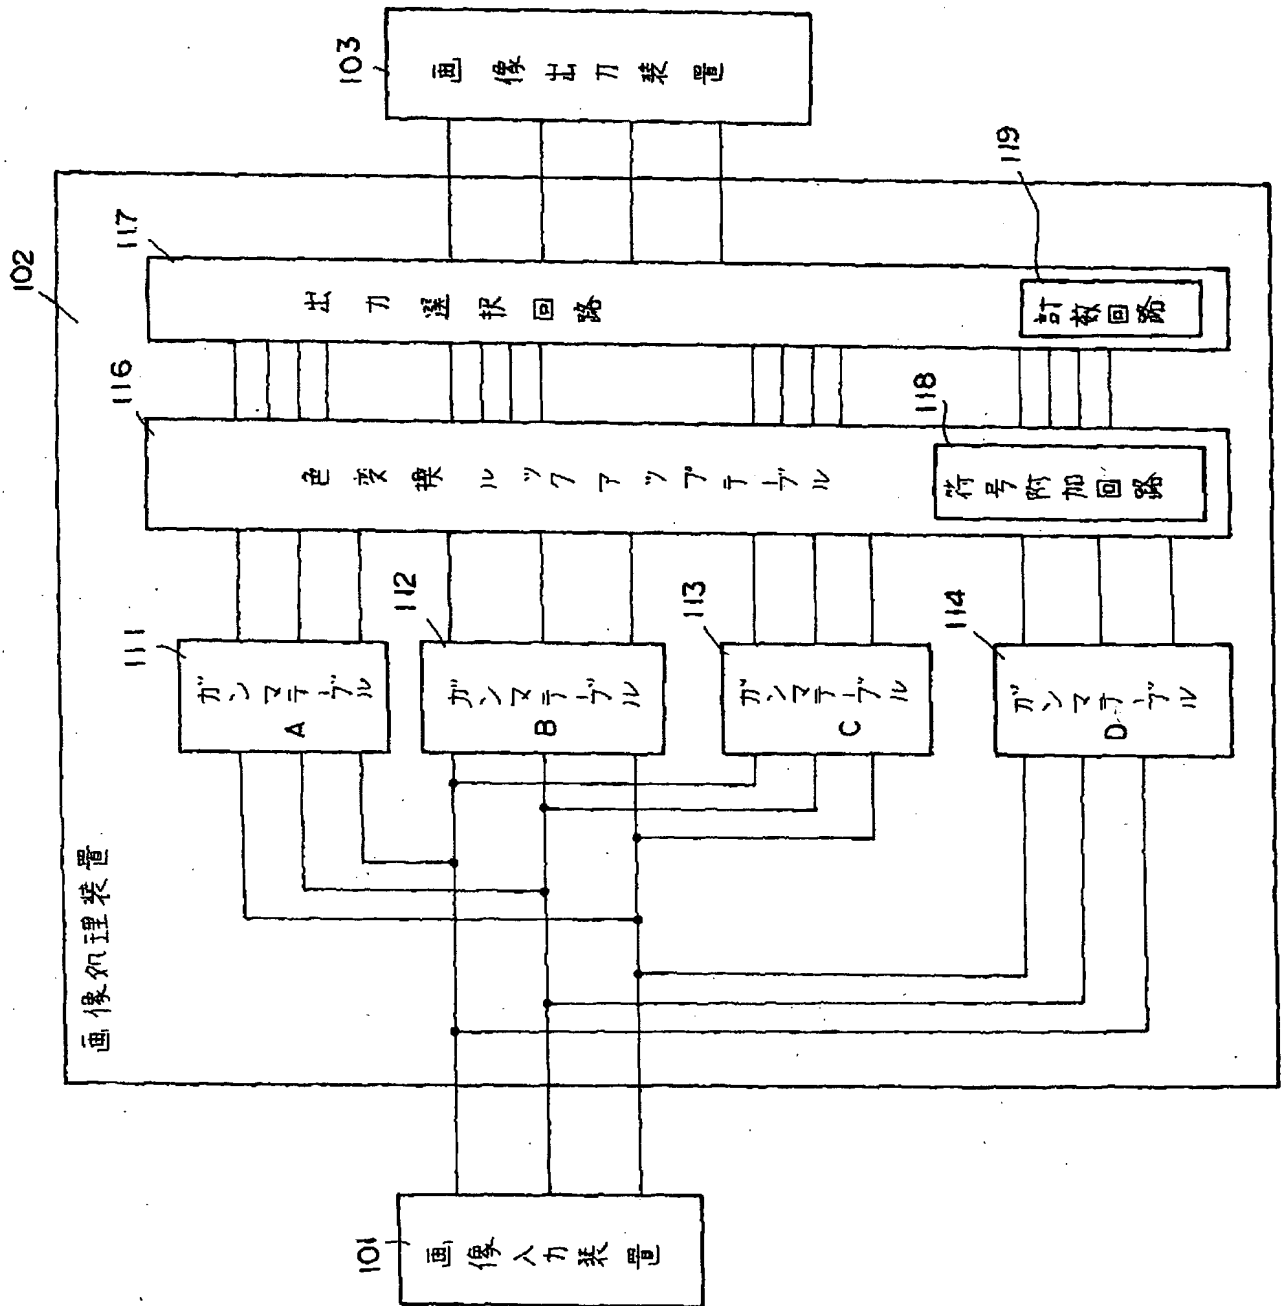 画像処理装置
102
101
画像入力装置
111
ガンマテーブル
A
112
ガンマテーブル
B
113
ガンマテーブル
C
114
ガンマテーブル
D
116
色変換ルックアップテーブル
118
符号附加回路
117
出力選択回路
119
計数回路
103
画像出力装置